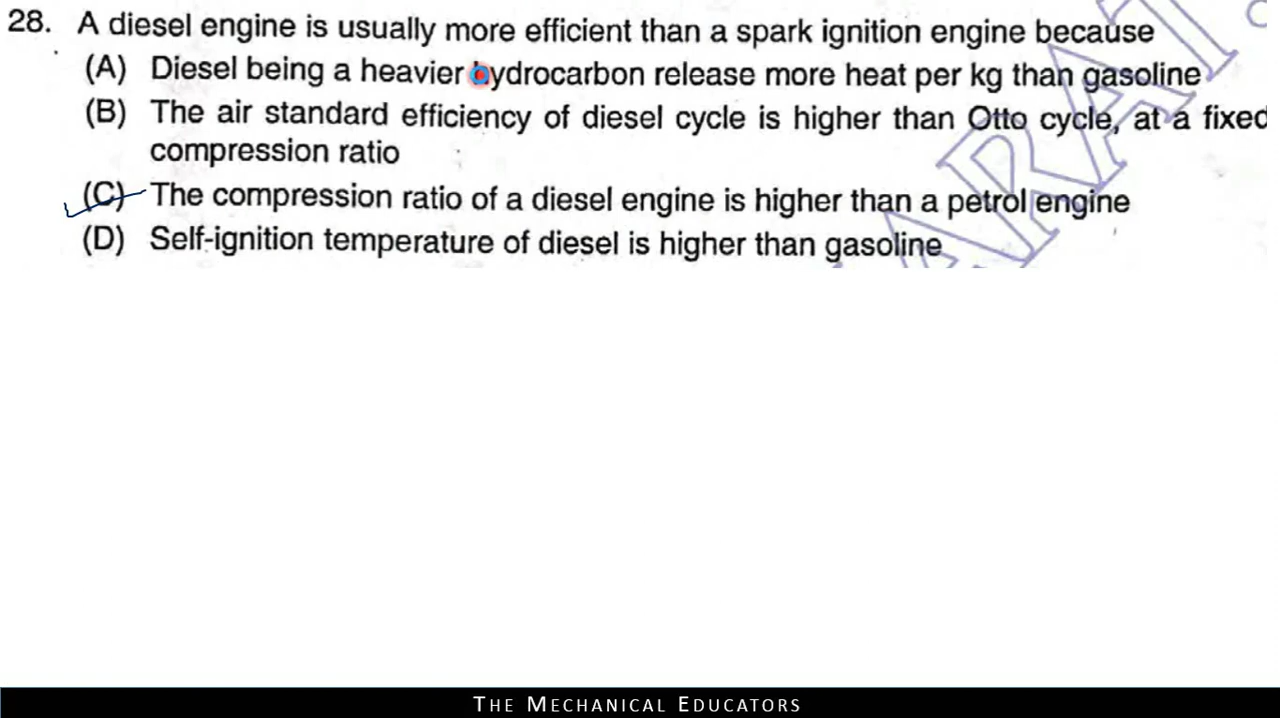 28. A diesel engine is usually more efficient than a spark ignition engine because
(A) Diesel being a heavier hydrocarbon release more heat per kg than gasoline
(B) The air standard efficiency of diesel cycle is higher than Otto cycle, at a fixed
compression ratio
(C) The compression ratio of a diesel engine is higher than a petrol engine
(D) Self-ignition temperature of diesel is higher than gasoline
THE MECHANICAL EDUCATORS